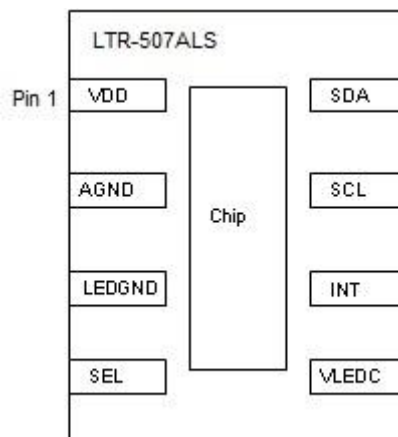 LTR-507ALS
Pin 1 VDD SDA
AGND SCL
Chip
LEDGND INT
SEL VLEDC